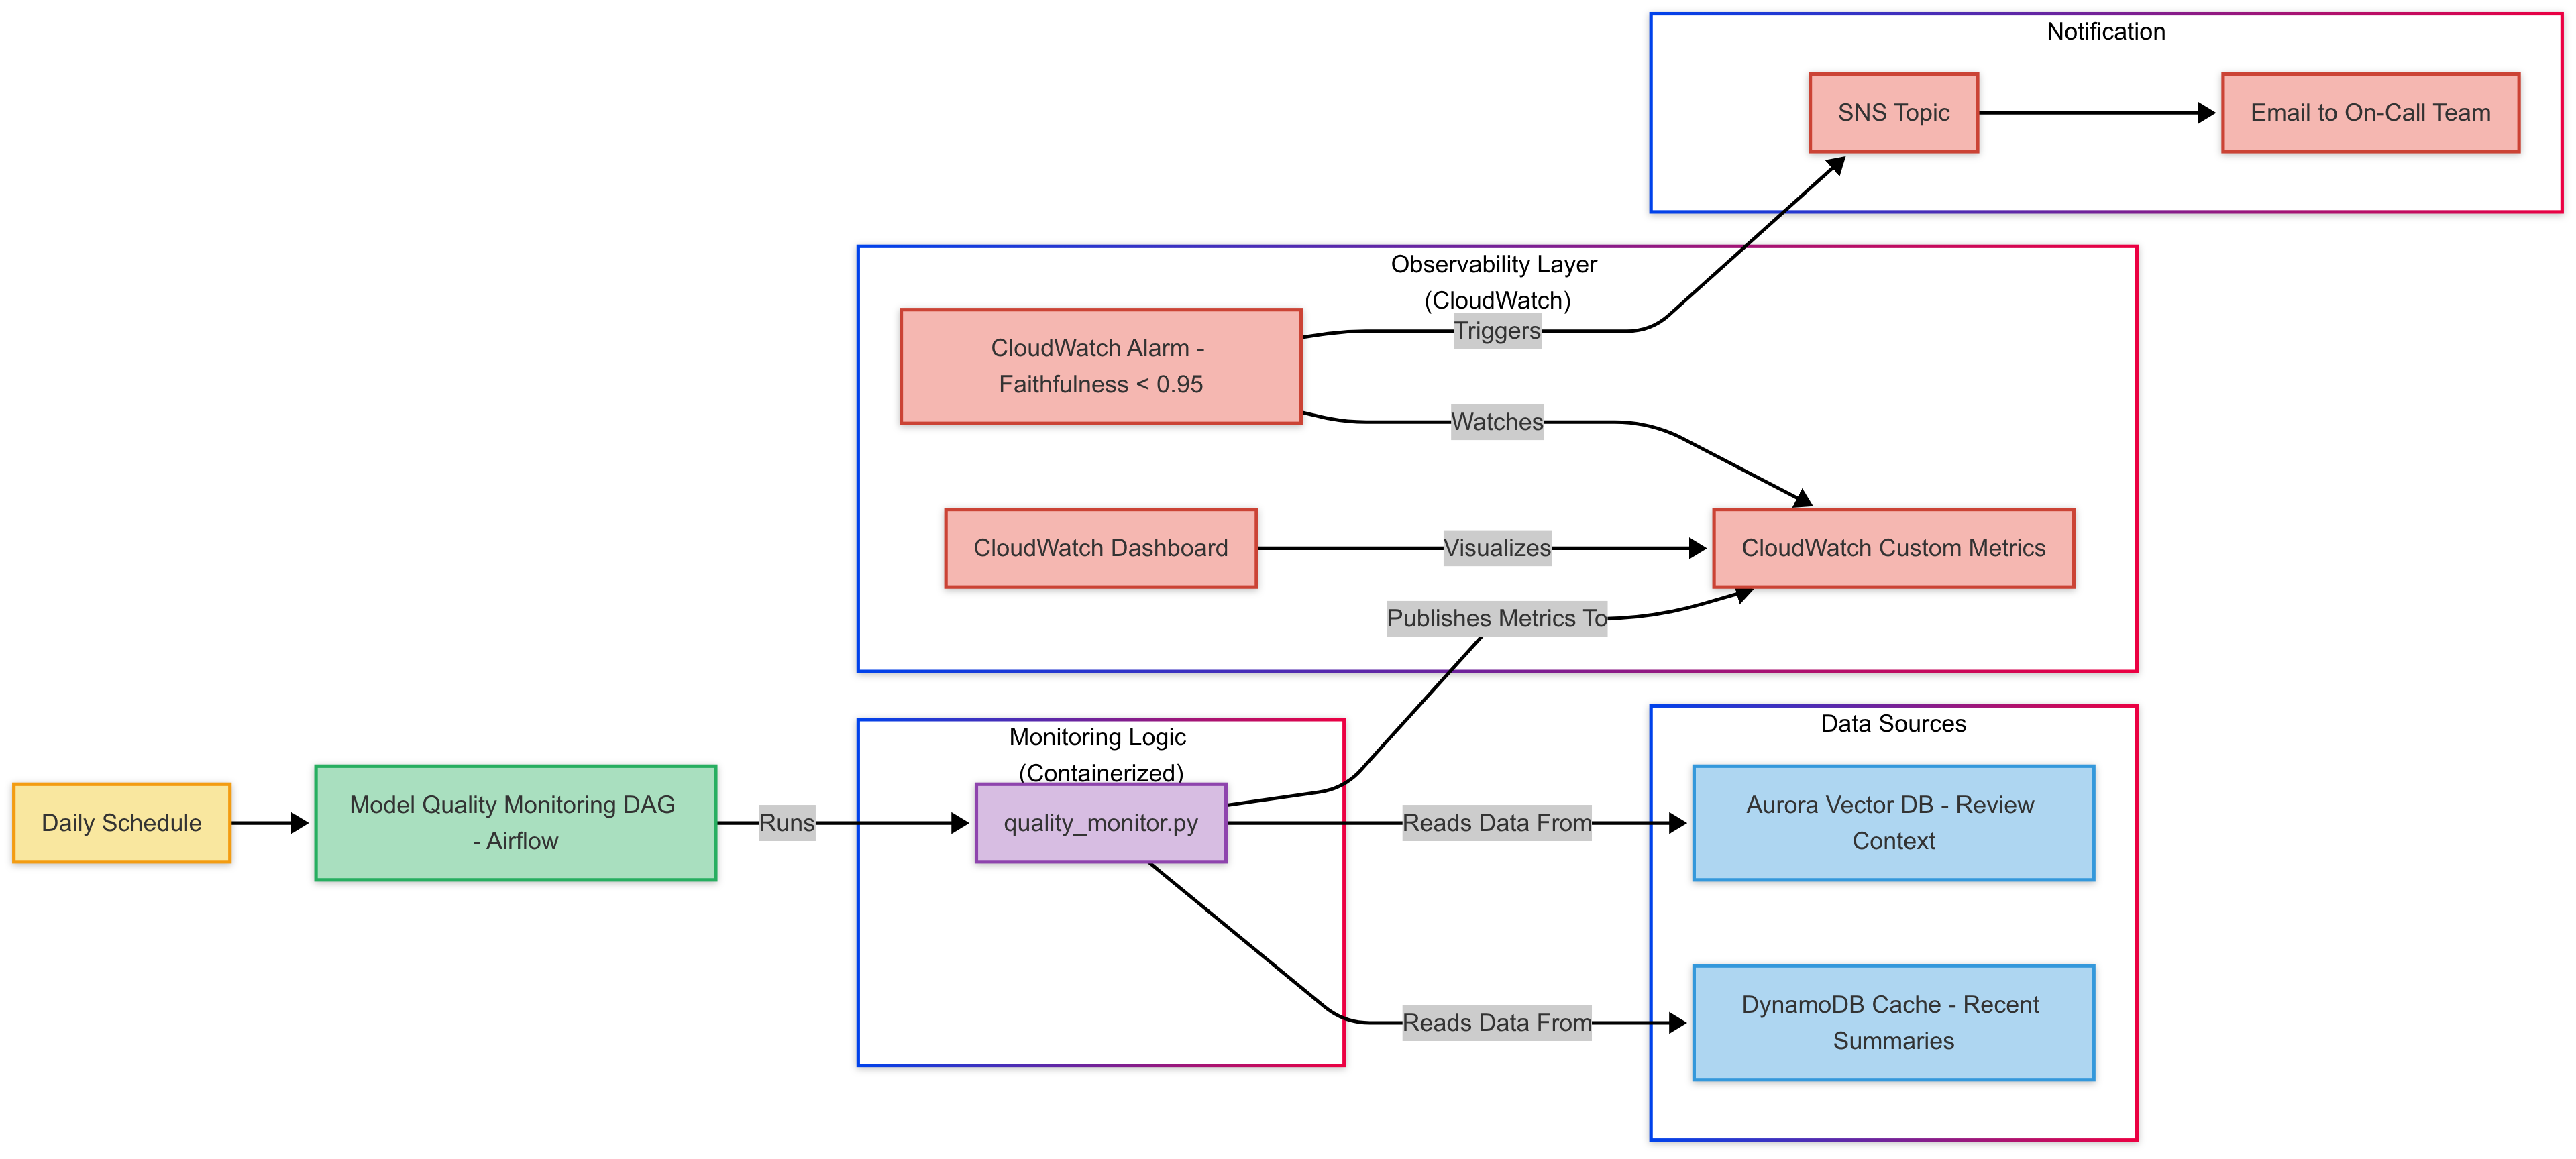 Notification
SNS Topic
Email to On-Call Team
Observability Layer
(CloudWatch)
CloudWatch Alarm -
Faithfulness < 0.95
Triggers
Watches
CloudWatch Dashboard
Visualizes
CloudWatch Custom Metrics
Publishes Metrics To
Monitoring Logic
(Containerized)
Data Sources
Daily Schedule
Model Quality Monitoring DAG
- Airflow
Runs
quality_monitor.py
Reads Data From
Aurora Vector DB - Review
Context
Reads Data From
DynamoDB Cache - Recent
Summaries